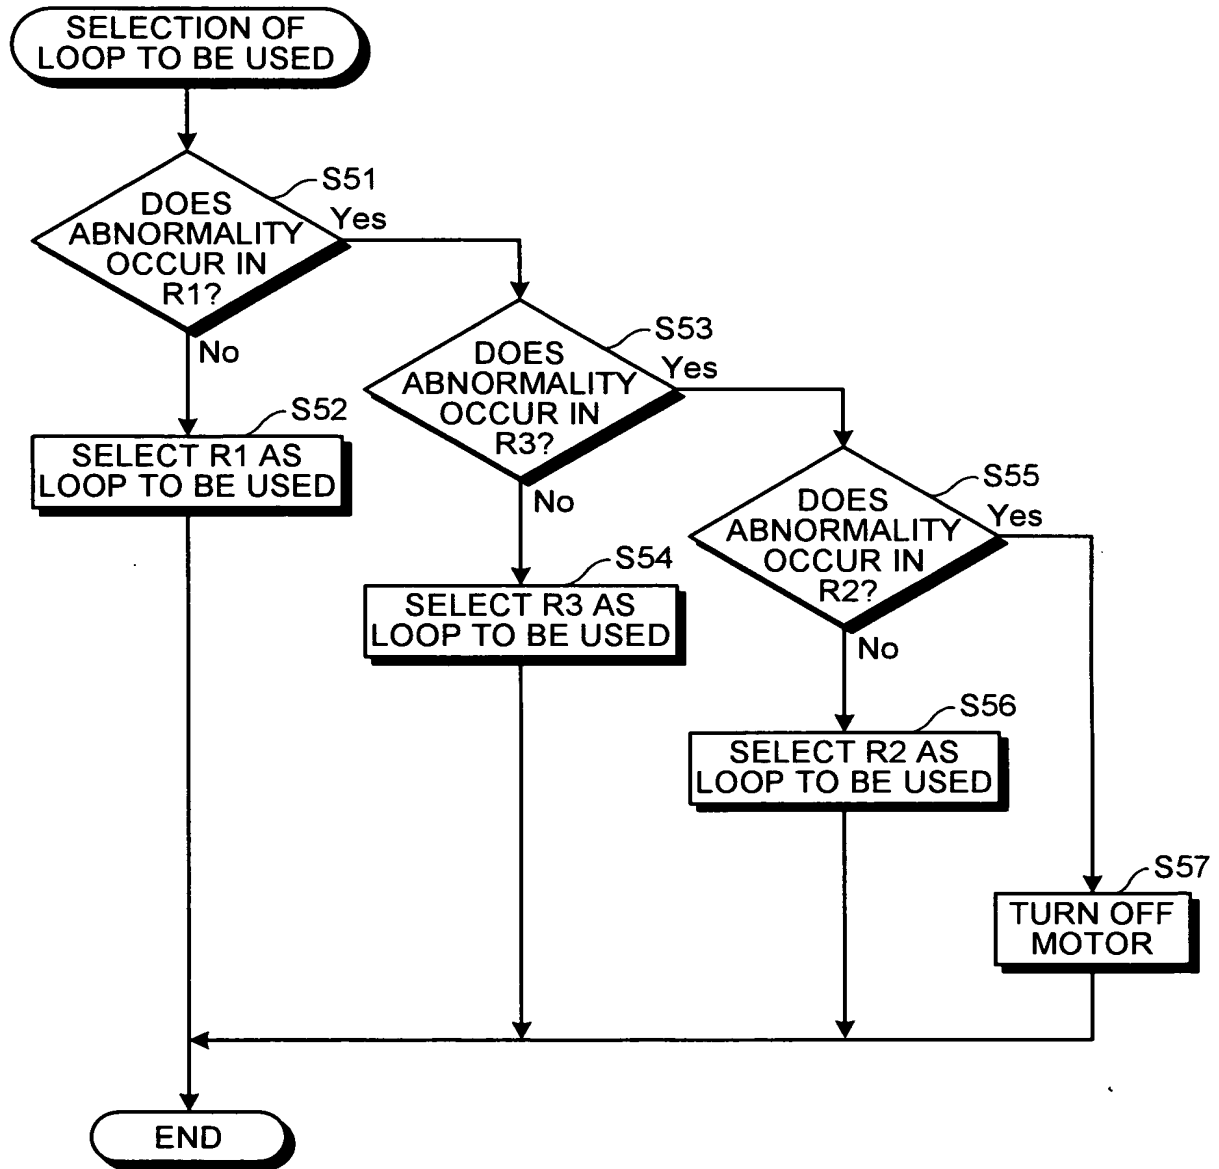 SELECTION OF
LOOP TO BE USED
S51
DOES
ABNORMALITY
OCCUR IN
R1?
Yes
No
S52
SELECT R1 AS
LOOP TO BE USED
S53
DOES
ABNORMALITY
OCCUR IN
R3?
Yes
No
S54
SELECT R3 AS
LOOP TO BE USED
S55
DOES
ABNORMALITY
OCCUR IN
R2?
Yes
No
S56
SELECT R2 AS
LOOP TO BE USED
S57
TURN OFF
MOTOR
END